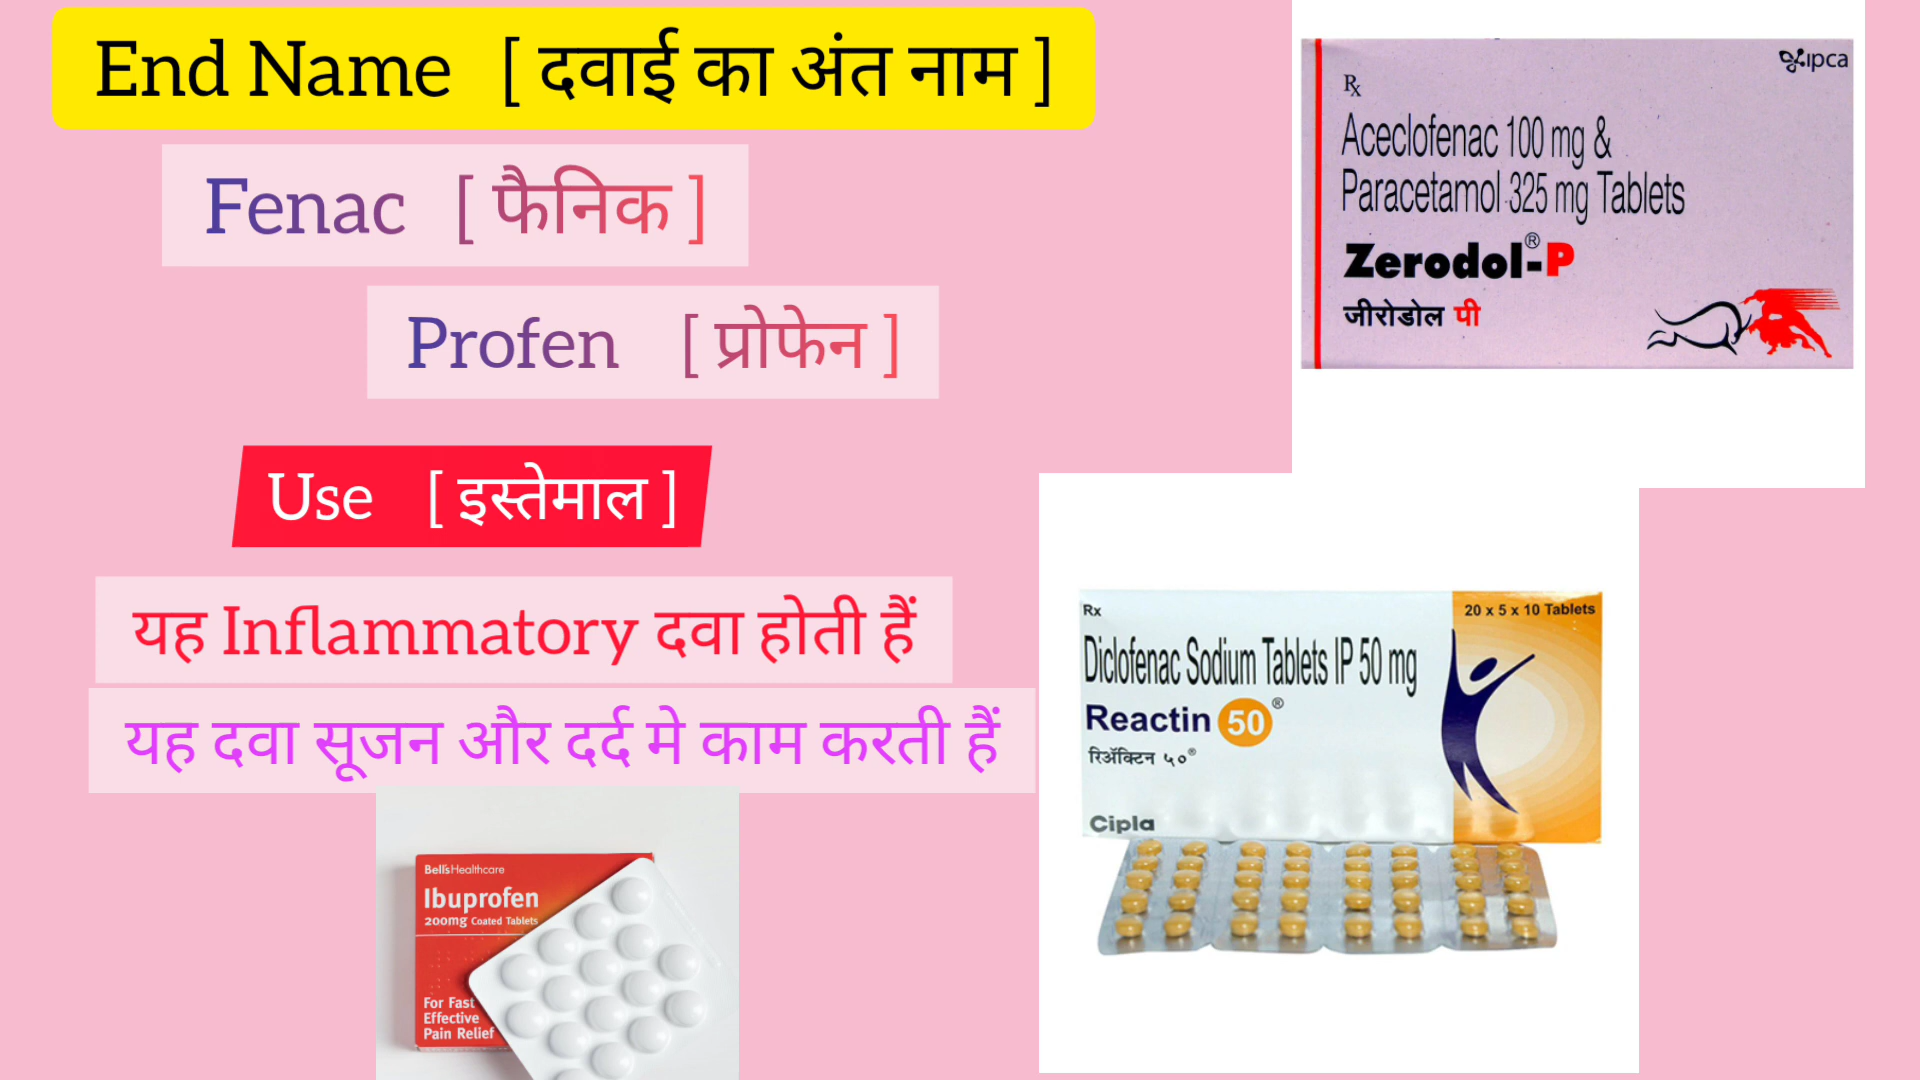 End Name [ दवाई का अंत नाम ]
Fenac [ फैनिक ]
Profen [ प्रोफेन ]
Use [ इस्तेमाल ]
यह Inflammatory दवा होती हैं
यह दवा सूजन और दर्द मे काम करती हैं
ipca
Rx
Aceclofenac 100 mg &
Paracetamol 325 mg Tablets
Zerodol®-P
जीरोडोल पी
Rx
20 x 5 x 10 Tablets
Diclofenac Sodium Tablets IP 50 mg
Reactin 50®
रिॲक्टिन ५०®
Cipla
Bell's Healthcare
Ibuprofen
200mg Coated Tablets
For Fast
Effective
Pain Relief